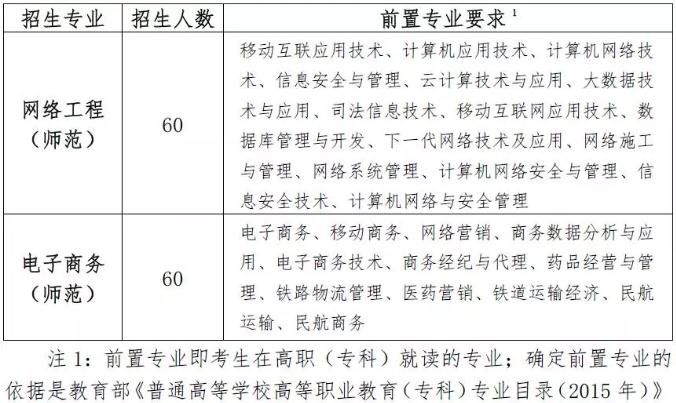 招生专业 招生人数 前置专业要求1
网络工程
（师范）
60
移动互联应用技术、计算机应用技术、计算机网络技
术、信息安全与管理、云计算技术与应用、大数据技
术与应用、司法信息技术、移动互联网应用技术、数
据库管理与开发、下一代网络技术及应用、网络施工
与管理、网络系统管理、计算机网络安全与管理、信
息安全技术、计算机网络与安全管理
电子商务
（师范）
60
电子商务、移动商务、网络营销、商务数据分析与应
用、电子商务技术、商务经纪与代理、药品经营与管
理、铁路物流管理、医药营销、铁道运输经济、民航
运输、民航商务
注 1：前置专业即考生在高职（专科）就读的专业；确定前置专业的
依据是教育部《普通高等学校高等职业教育（专科）专业目录（2015 年）》